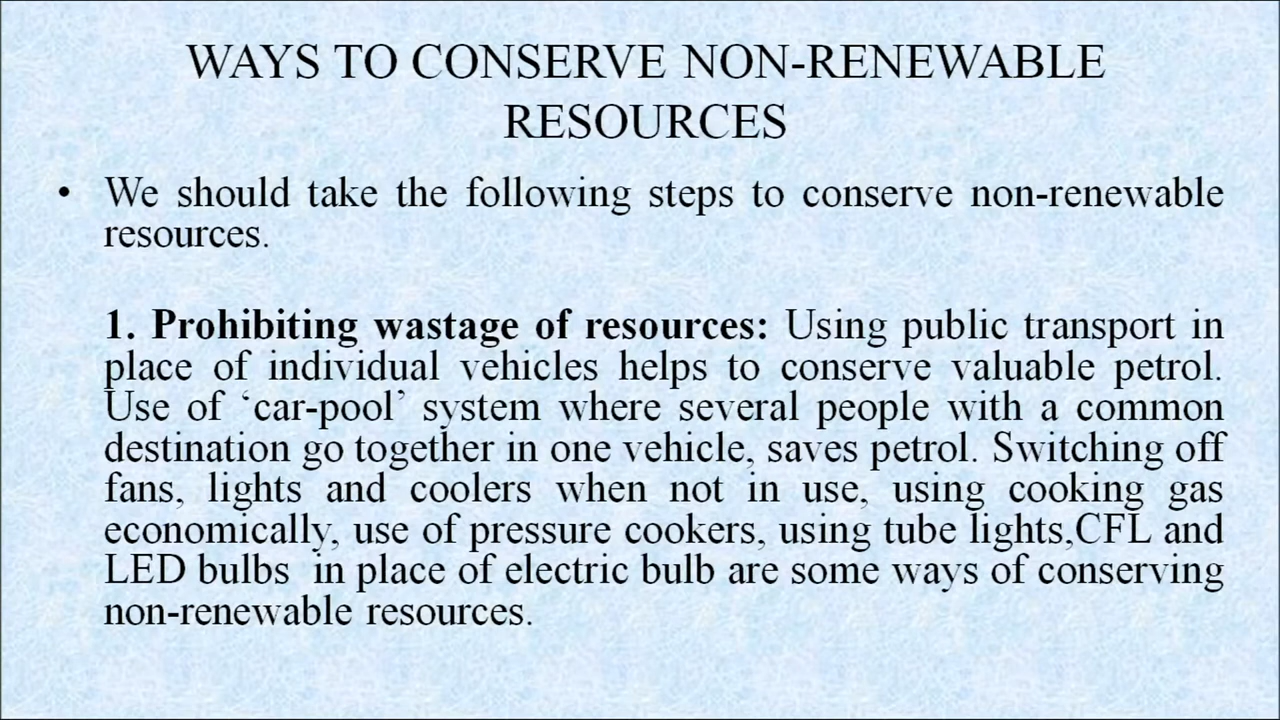 WAYS TO CONSERVE NON-RENEWABLE
RESOURCES
• We should take the following steps to conserve non-renewable
resources.
1. Prohibiting wastage of resources: Using public transport in
place of individual vehicles helps to conserve valuable petrol.
Use of ‘car-pool’ system where several people with a common
destination go together in one vehicle, saves petrol. Switching off
fans, lights and coolers when not in use, using cooking gas
economically, use of pressure cookers, using tube lights,CFL and
LED bulbs  in place of electric bulb are some ways of conserving
non-renewable resources.